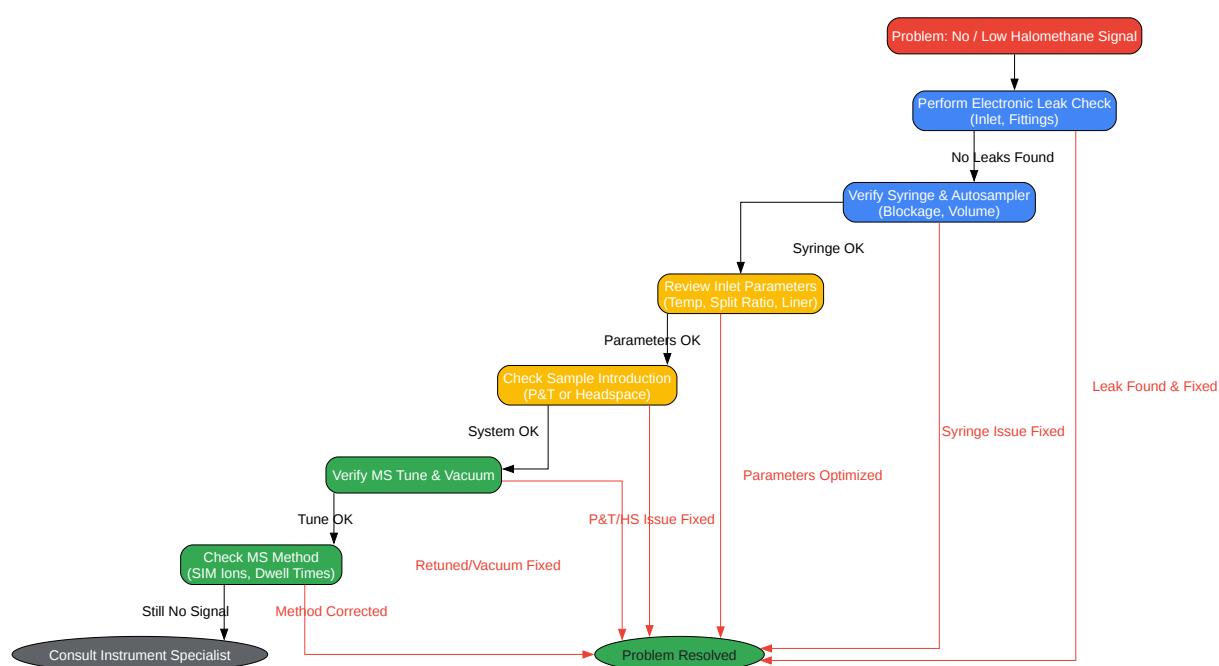 Problem: No / Low Halomethane Signal
Perform Electronic Leak Check
(Inlet, Fittings)
No Leaks Found
Verify Syringe & Autosampler
(Blockage, Volume)
Syringe OK
Review Inlet Parameters
(Temp, Split Ratio, Liner)
Parameters OK
Check Sample Introduction
(P&T or Headspace)
Leak Found & Fixed
System OK
Syringe Issue Fixed
Verify MS Tune & Vacuum
Parameters Optimized
Tune OK
P&T/HS Issue Fixed
Check MS Method
(SIM Ions, Dwell Times)
Retuned/Vacuum Fixed
Still No Signal
Method Corrected
Consult Instrument Specialist
Problem Resolved